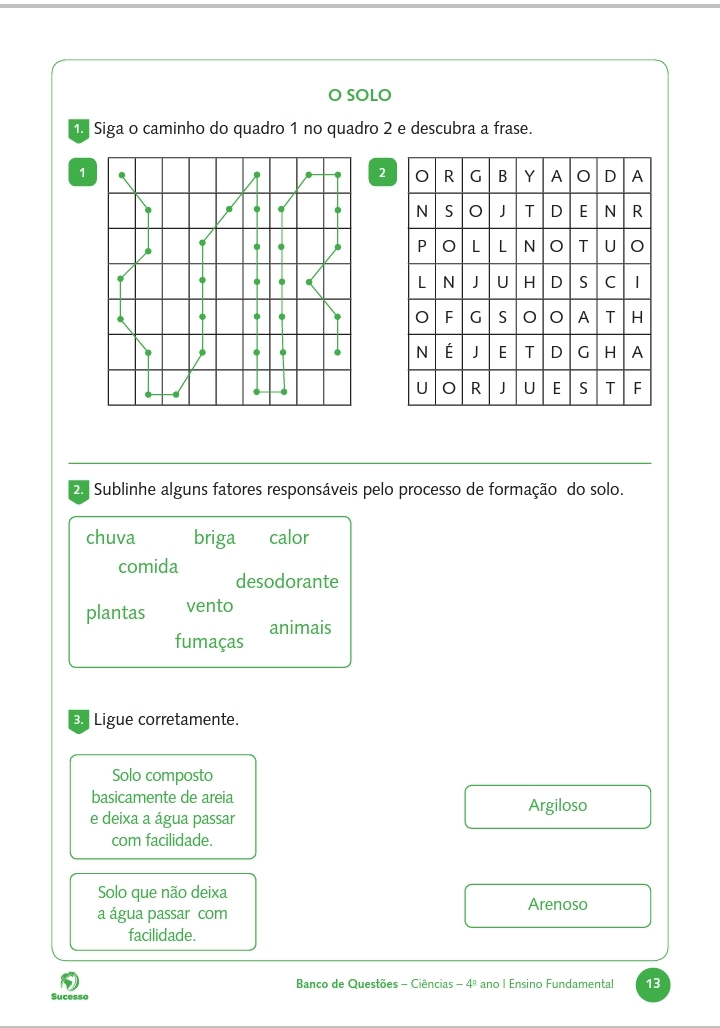 O SOLO
1. Siga o caminho do quadro 1 no quadro 2 e descubra a frase.
1
2
O R G B Y A O D A
N S O J T D E N R
P O L L N O T U O
L N J U H D S C I
O F G S O O A T H
N É J E T D G H A
U O R J U E S T F
2. Sublinhe alguns fatores responsáveis pelo processo de formação do solo.
chuva briga calor
comida
desodorante
plantas vento
animais
fumaças
3. Ligue corretamente.
Solo composto
basicamente de areia
e deixa a água passar
com facilidade.
Argiloso
Solo que não deixa
a água passar com
facilidade.
Arenoso
Sucesso
Banco de Questões – Ciências – 4º ano I Ensino Fundamental
13